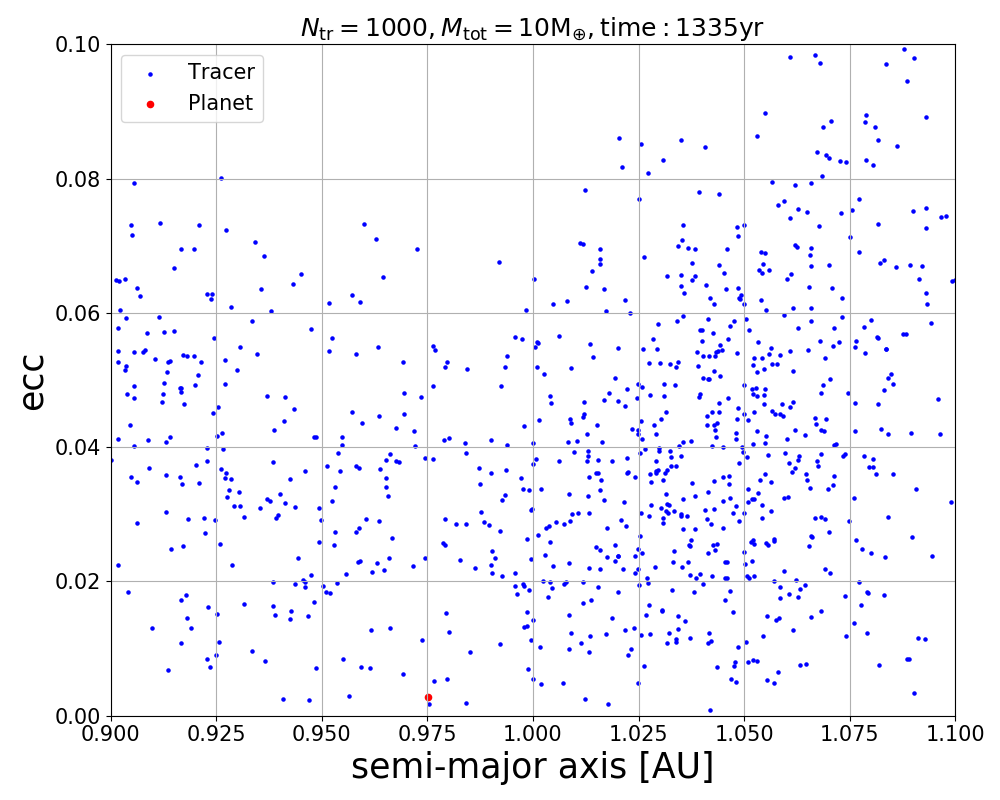 N_tr = 1000, M_tot = 10M_⊕, time : 1335yr
Tracer
Planet
ecc
0.10
0.08
0.06
0.04
0.02
0.00
0.900 0.925 0.950 0.975 1.000 1.025 1.050 1.075 1.100
semi-major axis [AU]